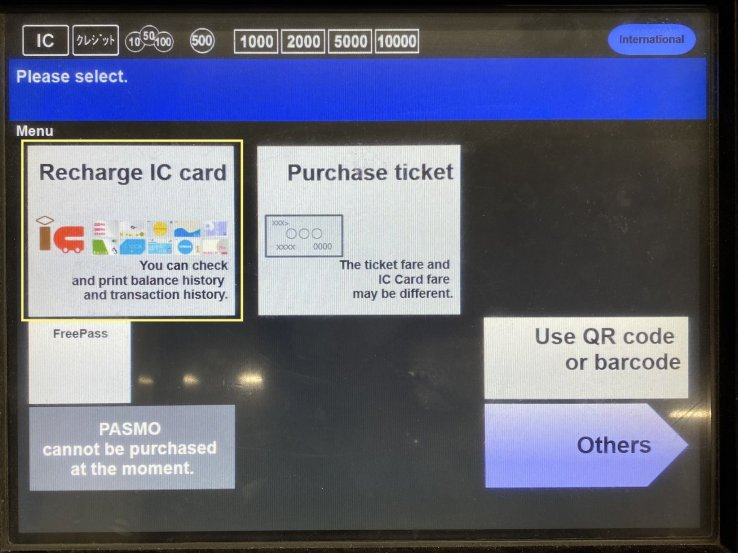 IC クレジット 10 50 100 500 1000 2000 5000 10000 International
Please select.
Menu
Recharge IC card
You can check
and print balance history
and transaction history.
Purchase ticket
xxx>
xxxx 0000
The ticket fare and
IC Card fare
may be different.
FreePass
Use QR code
or barcode
PASMO
cannot be purchased
at the moment.
Others